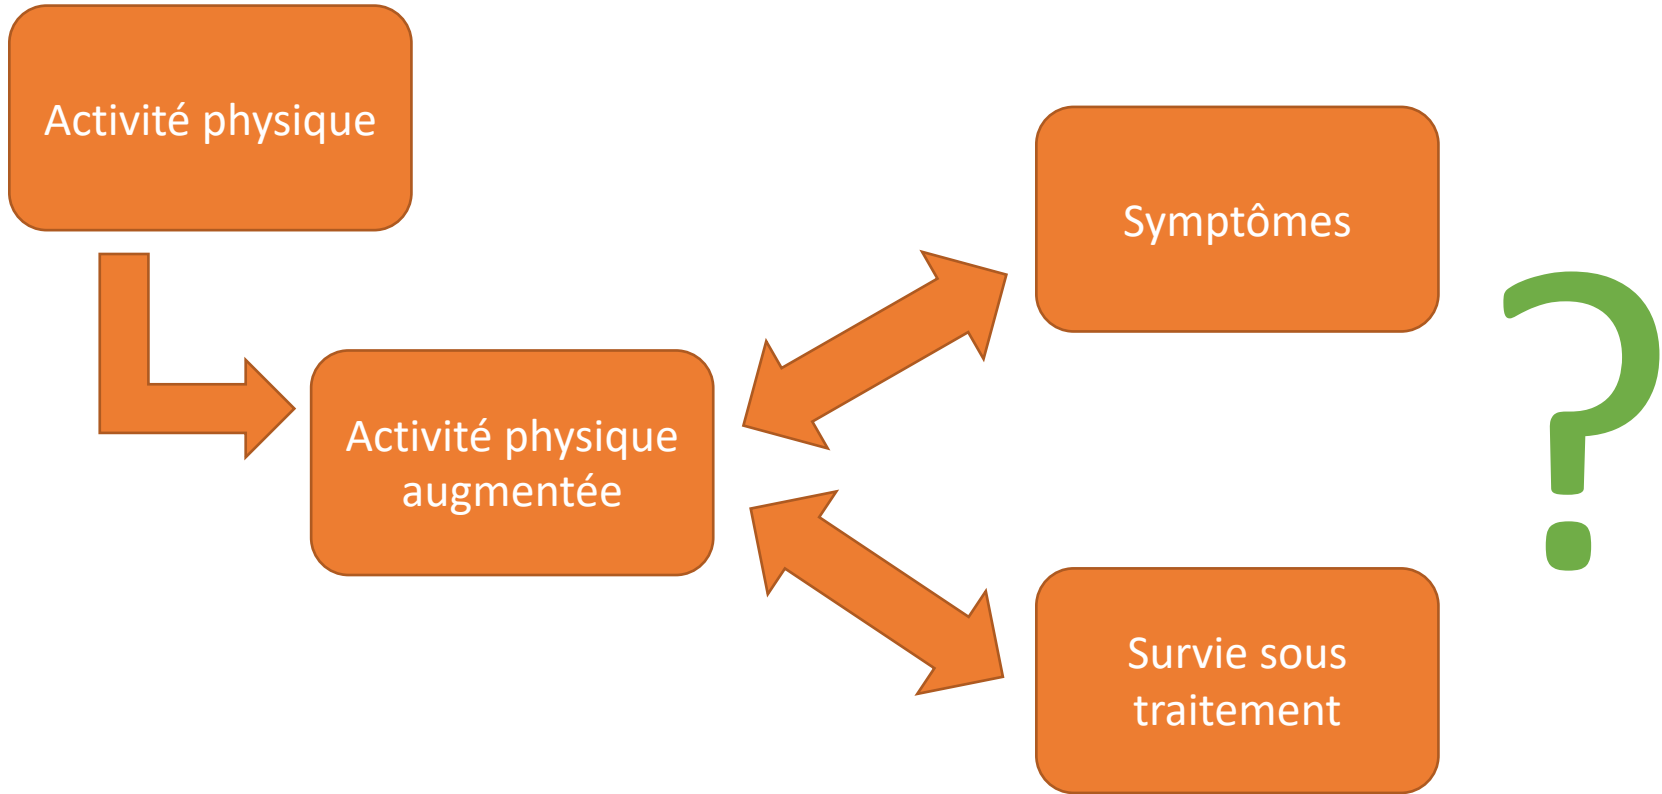 Activité physique
Symptômes
Activité physique
augmentée
?
Survie sous
traitement